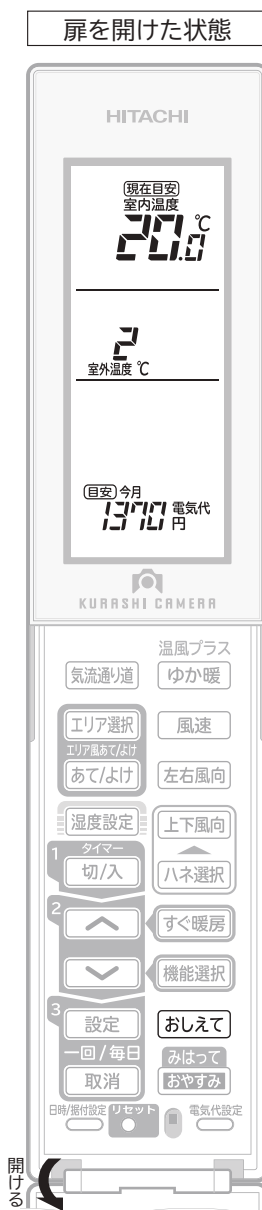 扉を開けた状態
HITACHI
現在目安
室内温度
20.0℃
2
室外温度 ℃
目安 今月
1370 電気代
円
KURASHI CAMERA
温風プラス
気流通り道 ゆか暖
エリア選択 風速
エリア風あて/よけ
あて/よけ 左右風向
湿度設定 上下風向
1 タイマー
切/入 ハネ選択
2
すぐ暖房
機能選択
3
設定 おしえて
一回/毎日 みはって
取消 おやすみ
日時/据付設定 リセット 電気代設定
開ける